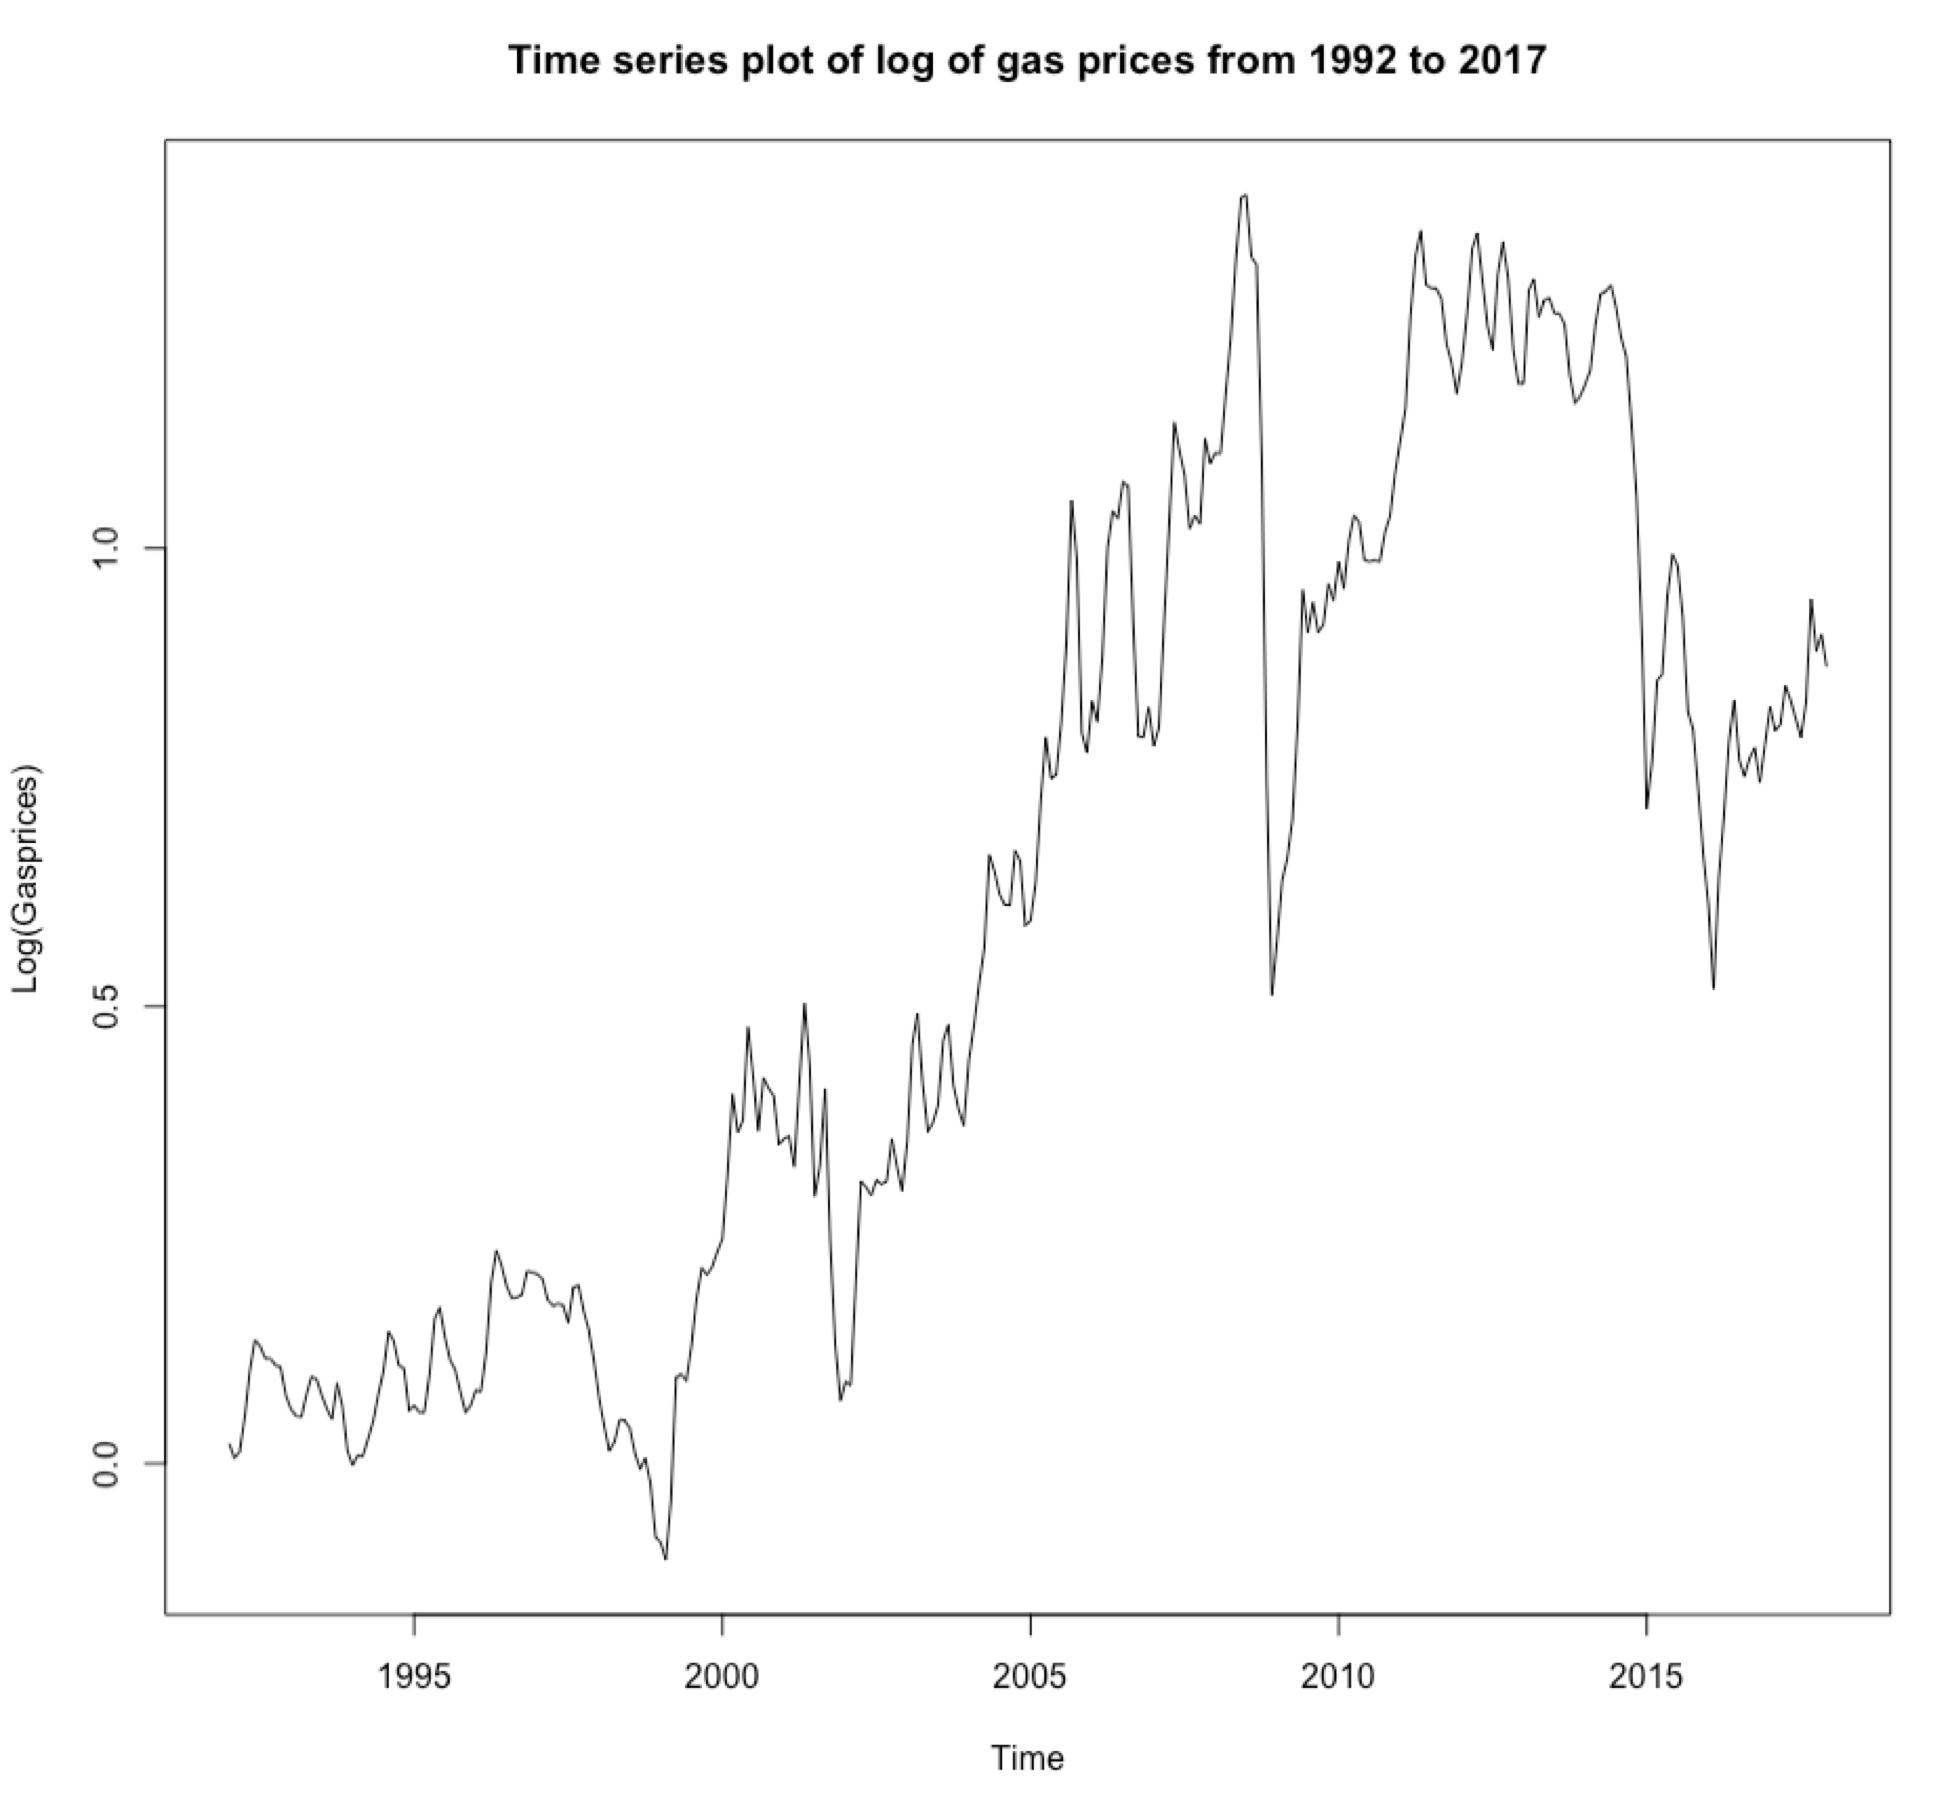 Time series plot of log of gas prices from 1992 to 2017
Log(Gasprices)
1.0
0.5
0.0
1995 2000 2005 2010 2015
Time